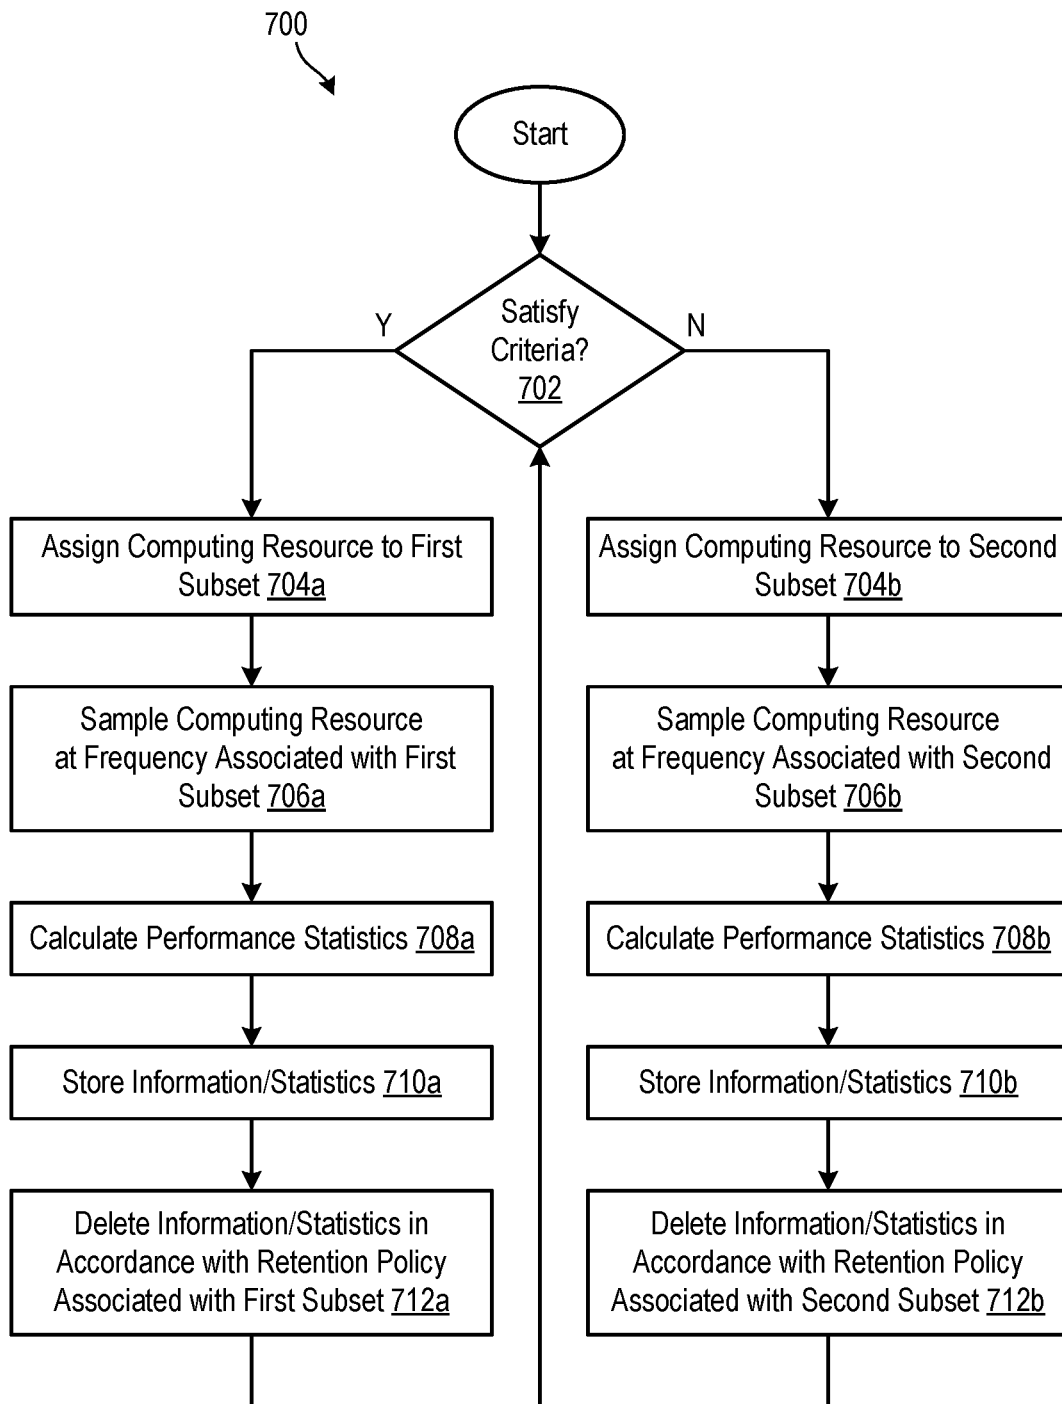 700
Start
Satisfy
Criteria?
702
Y
N
Assign Computing Resource to First
Subset 704a
Sample Computing Resource
at Frequency Associated with First
Subset 706a
Calculate Performance Statistics 708a
Store Information/Statistics 710a
Delete Information/Statistics in
Accordance with Retention Policy
Associated with First Subset 712a
Assign Computing Resource to Second
Subset 704b
Sample Computing Resource
at Frequency Associated with Second
Subset 706b
Calculate Performance Statistics 708b
Store Information/Statistics 710b
Delete Information/Statistics in
Accordance with Retention Policy
Associated with Second Subset 712b